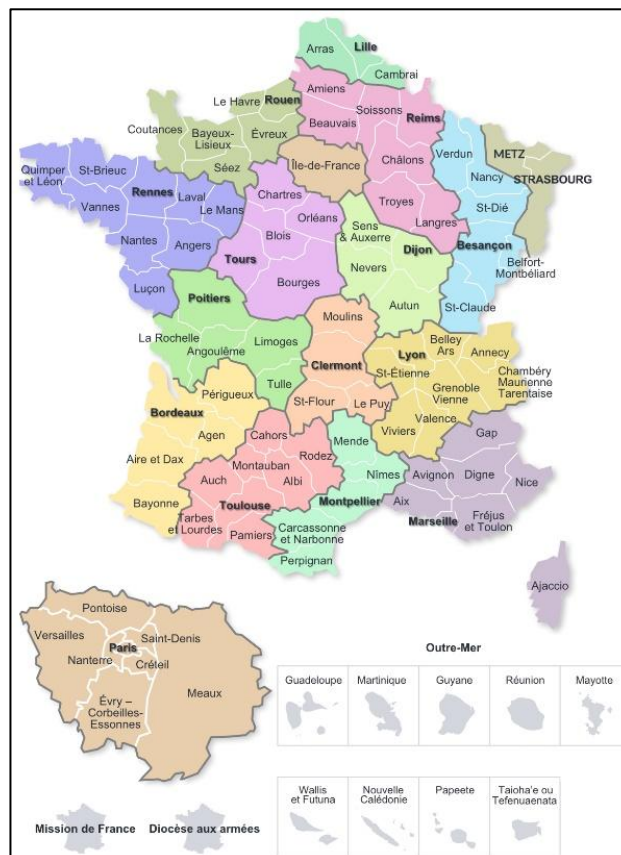 Lille
Arras
Cambrai
Amiens
Soissons
Le Havre
Rouen
Reims
Beauvais
Coutances
Bayeux-
Lisieux
Évreux
Verdun
METZ
Île-de-France
Châlons
Nancy
STRASBOURG
Quimper
et Léon
St-Brieuc
Séez
Rennes
Laval
Chartres
St-Dié
Vannes
Le Mans
Orléans
Troyes
Langres
Sens
& Auxerre
Nantes
Angers
Blois
Dijon
Besançon
Tours
Nevers
Belfort-
Montbéliard
Luçon
Bourges
Poitiers
Autun
St-Claude
Moulins
La Rochelle
Limoges
Angoulême
Clermont
Lyon
Belley
Ars
Annecy
St-Étienne
Chambéry
Maurienne
Tarentaise
Tulle
Grenoble
Vienne
Périgueux
St-Flour
Le Puy
Bordeaux
Valence
Viviers
Agen
Cahors
Mende
Gap
Rodez
Aire et Dax
Montauban
Nîmes
Avignon
Digne
Auch
Albi
Nice
Bayonne
Toulouse
Montpellier
Aix
Tarbes
et Lourdes
Marseille
Fréjus
et Toulon
Pamiers
Carcassonne
et Narbonne
Perpignan
Ajaccio
Pontoise
Versailles
Paris
Saint-Denis
Nanterre
Créteil
Évry –
Corbeilles-
Essonnes
Meaux
Outre-Mer
Guadeloupe
Martinique
Guyane
Réunion
Mayotte
Wallis
et Futuna
Nouvelle
Calédonie
Papeete
Taioha'e ou
Tefenuaenata
Mission de France
Diocèse aux armées